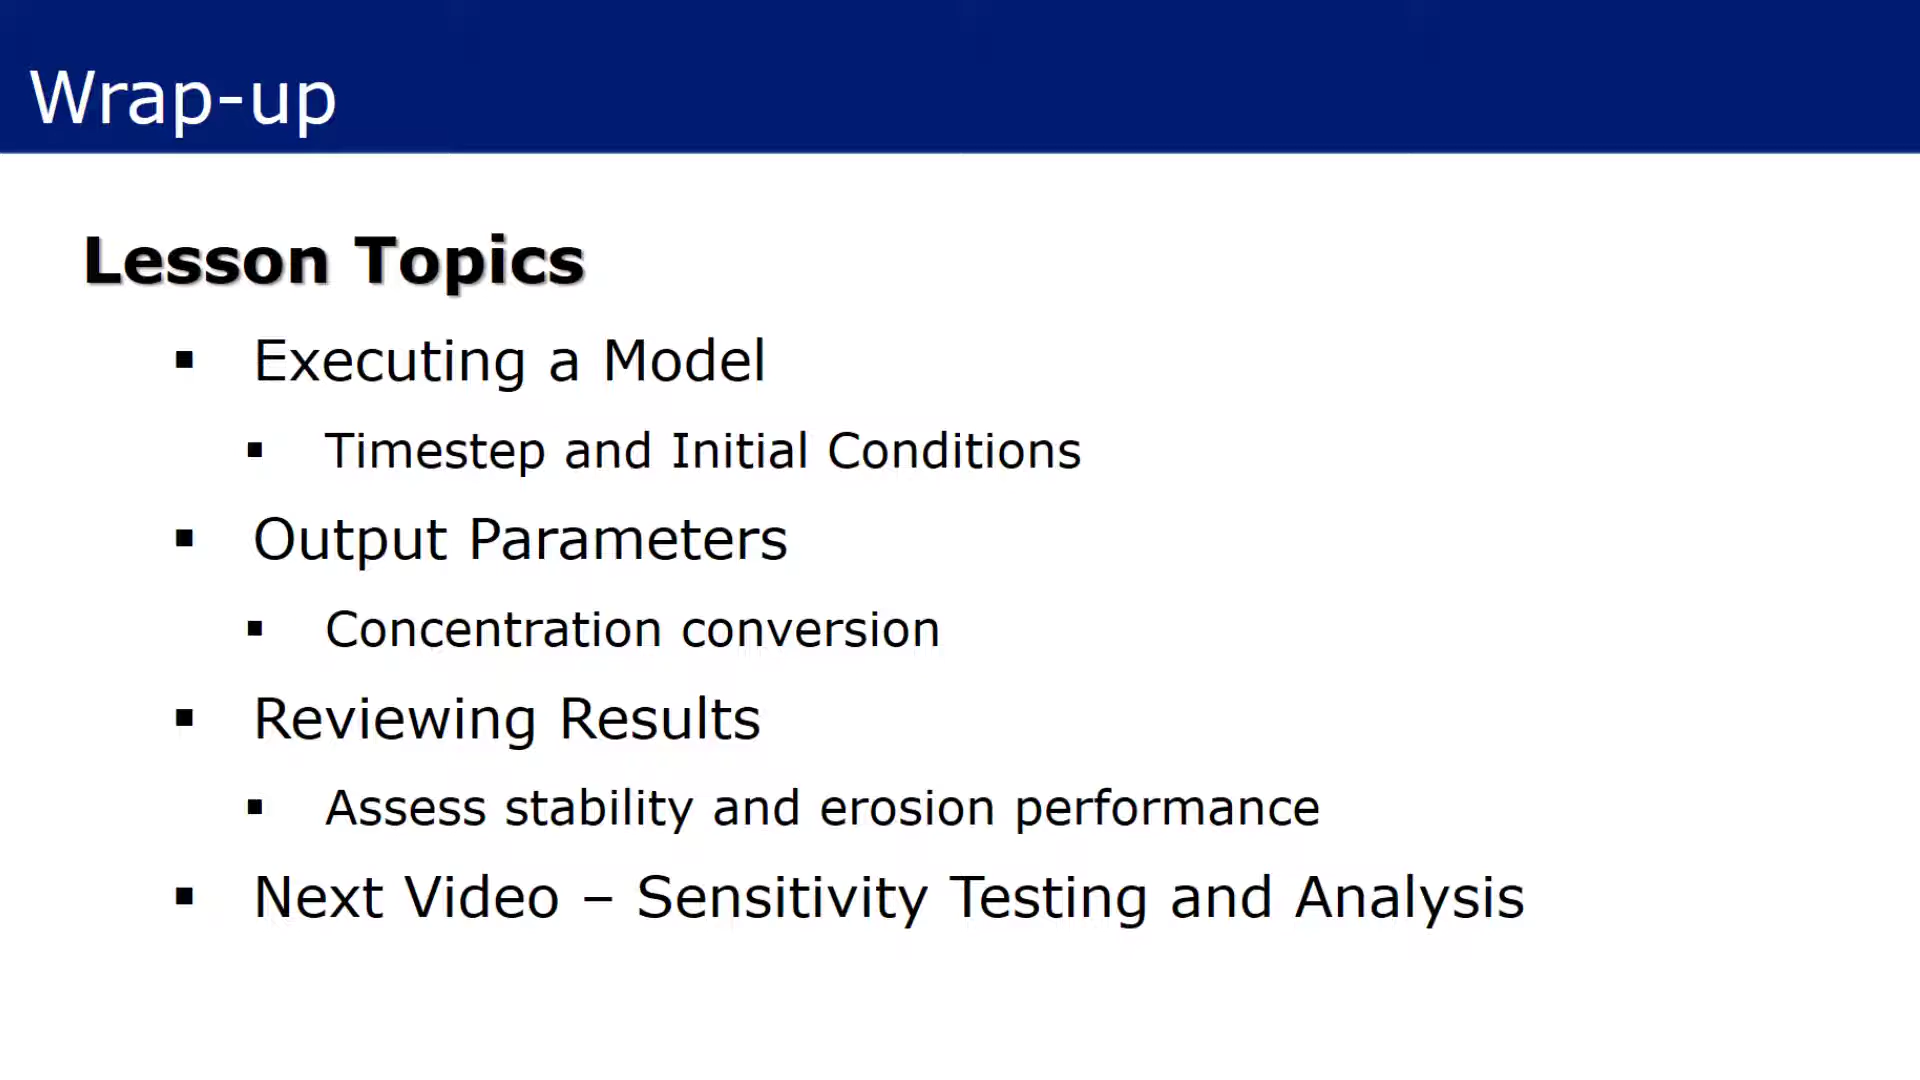 Wrap-up
Lesson Topics
▪ Executing a Model
▪ Timestep and Initial Conditions
▪ Output Parameters
▪ Concentration conversion
▪ Reviewing Results
▪ Assess stability and erosion performance
▪ Next Video – Sensitivity Testing and Analysis